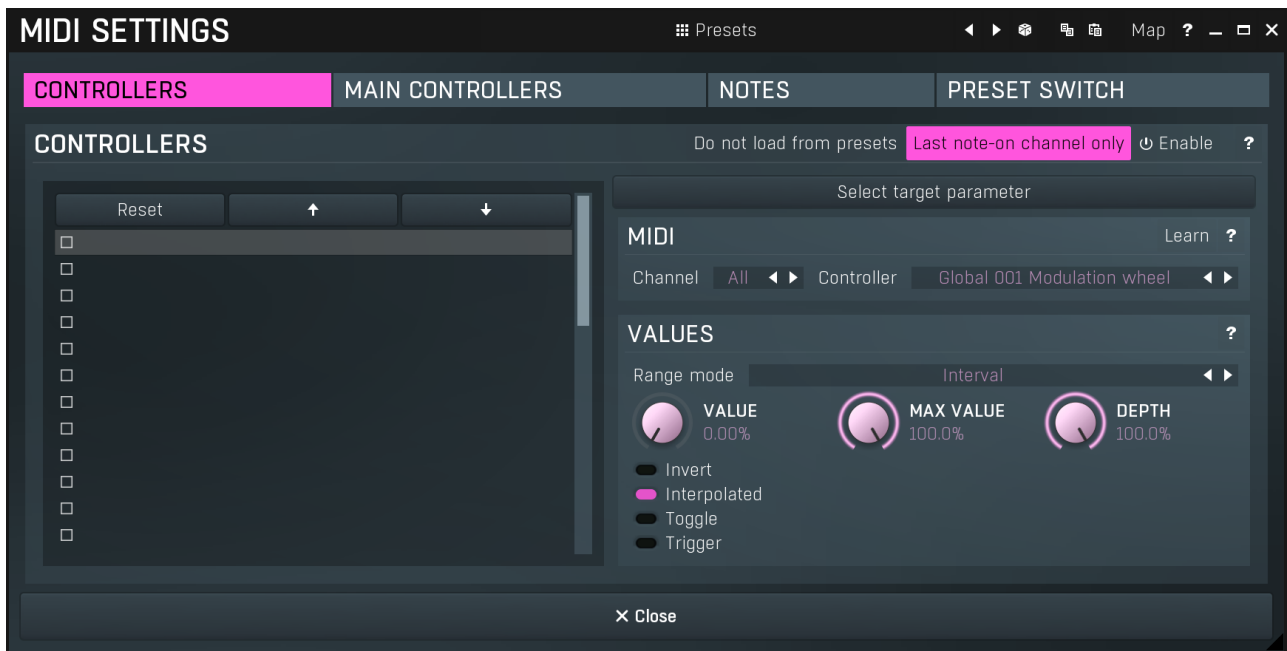 MIDI SETTINGS Presets Map ?
CONTROLLERS MAIN CONTROLLERS NOTES PRESET SWITCH
CONTROLLERS Do not load from presets Last note-on channel only Enable ?
Select target parameter
Reset
MIDI Learn ?
Channel All Controller Global 001 Modulation wheel
VALUES ?
Range mode Interval
VALUE MAX VALUE DEPTH
0.00% 100.0% 100.0%
Invert
Interpolated
Toggle
Trigger
Close